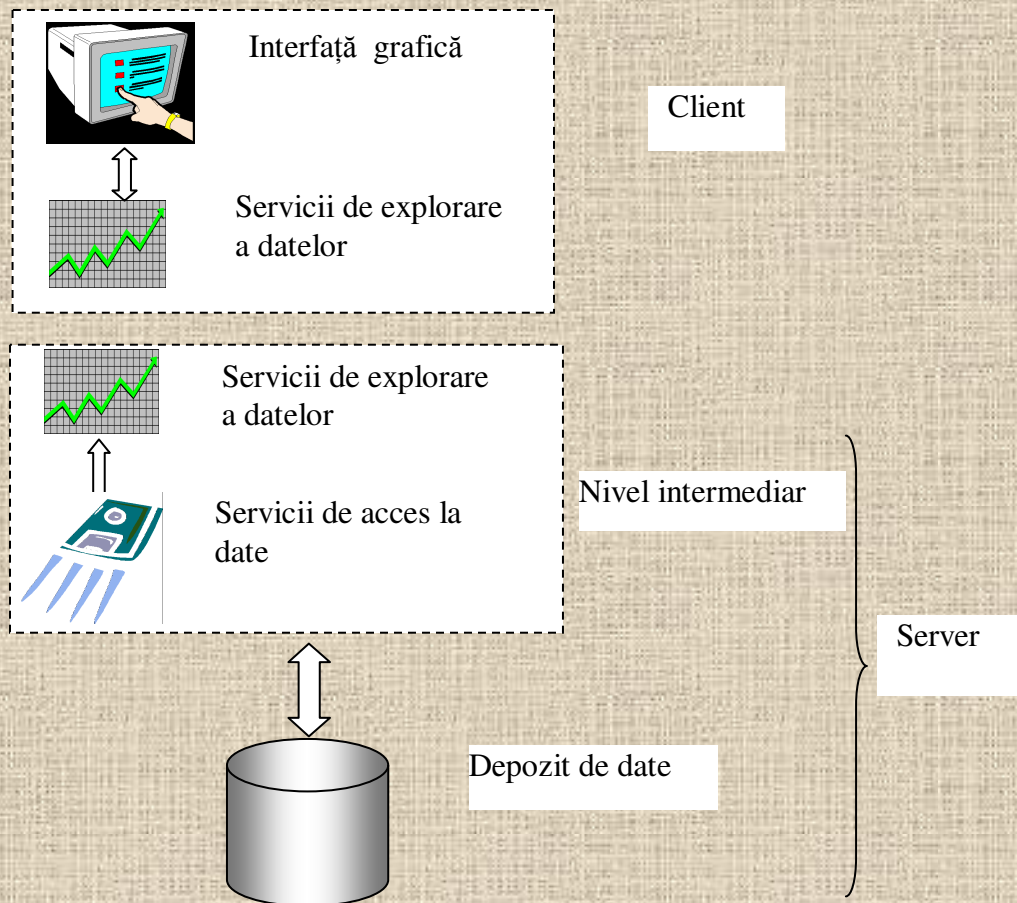 Interfață grafică
Client
Servicii de explorare
a datelor
Servicii de explorare
a datelor
Nivel intermediar
Servicii de acces la
date
Server
Depozit de date